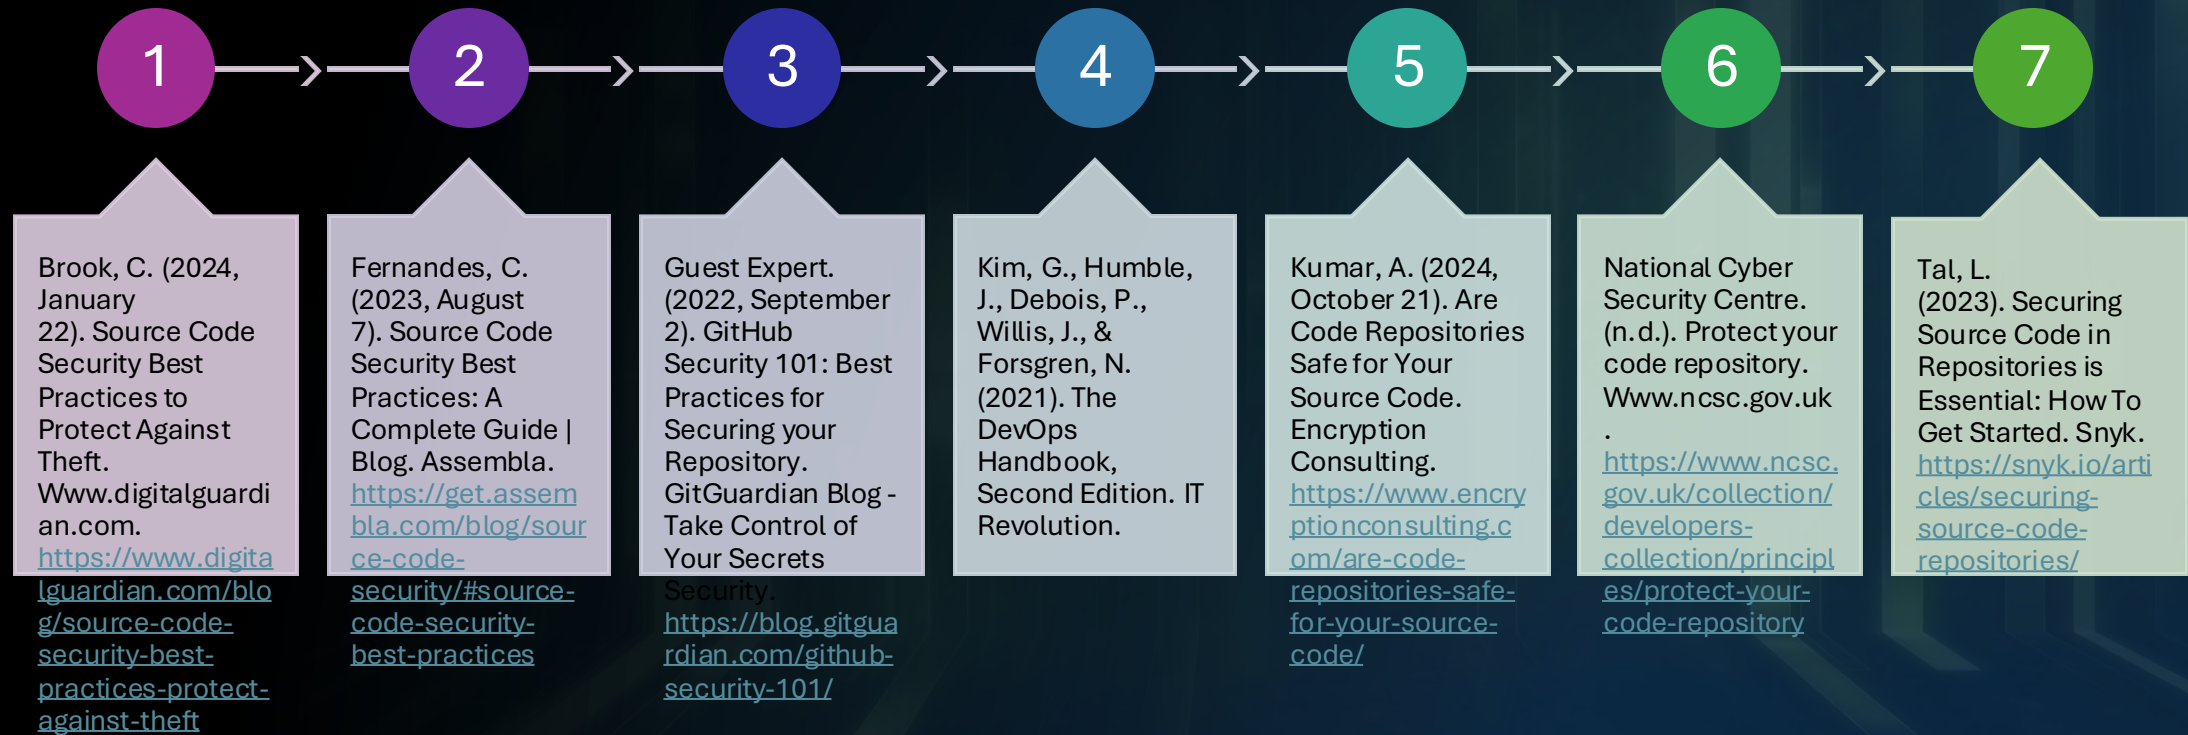 1
2
3
4
5
6
7
Brook, C. (2024,
January
22). Source Code
Security Best
Practices to
Protect Against
Theft.
Www.digitalguardi
an.com.
https://www.digita
lguardian.com/blo
g/source-code-
security-best-
practices-protect-
against-theft
Fernandes, C.
(2023, August
7). Source Code
Security Best
Practices: A
Complete Guide |
Blog. Assembla.
https://get.assem
bla.com/blog/sour
ce-code-
security/#source-
code-security-
best-practices
Guest Expert.
(2022, September
2). GitHub
Security 101: Best
Practices for
Securing your
Repository.
GitGuardian Blog -
Take Control of
Your Secrets
Security.
https://blog.gitgua
rdian.com/github-
security-101/
Kim, G., Humble,
J., Debois, P.,
Willis, J., &
Forsgren, N.
(2021). The
DevOps
Handbook,
Second Edition. IT
Revolution.
Kumar, A. (2024,
October 21). Are
Code Repositories
Safe for Your
Source Code.
Encryption
Consulting.
https://www.encry
ptionconsulting.c
om/are-code-
repositories-safe-
for-your-source-
code/
National Cyber
Security Centre.
(n.d.). Protect your
code repository.
Www.ncsc.gov.uk
.
https://www.ncsc.
gov.uk/collection/
developers-
collection/principl
es/protect-your-
code-repository
Tal, L.
(2023). Securing
Source Code in
Repositories is
Essential: How To
Get Started. Snyk.
https://snyk.io/arti
cles/securing-
source-code-
repositories/